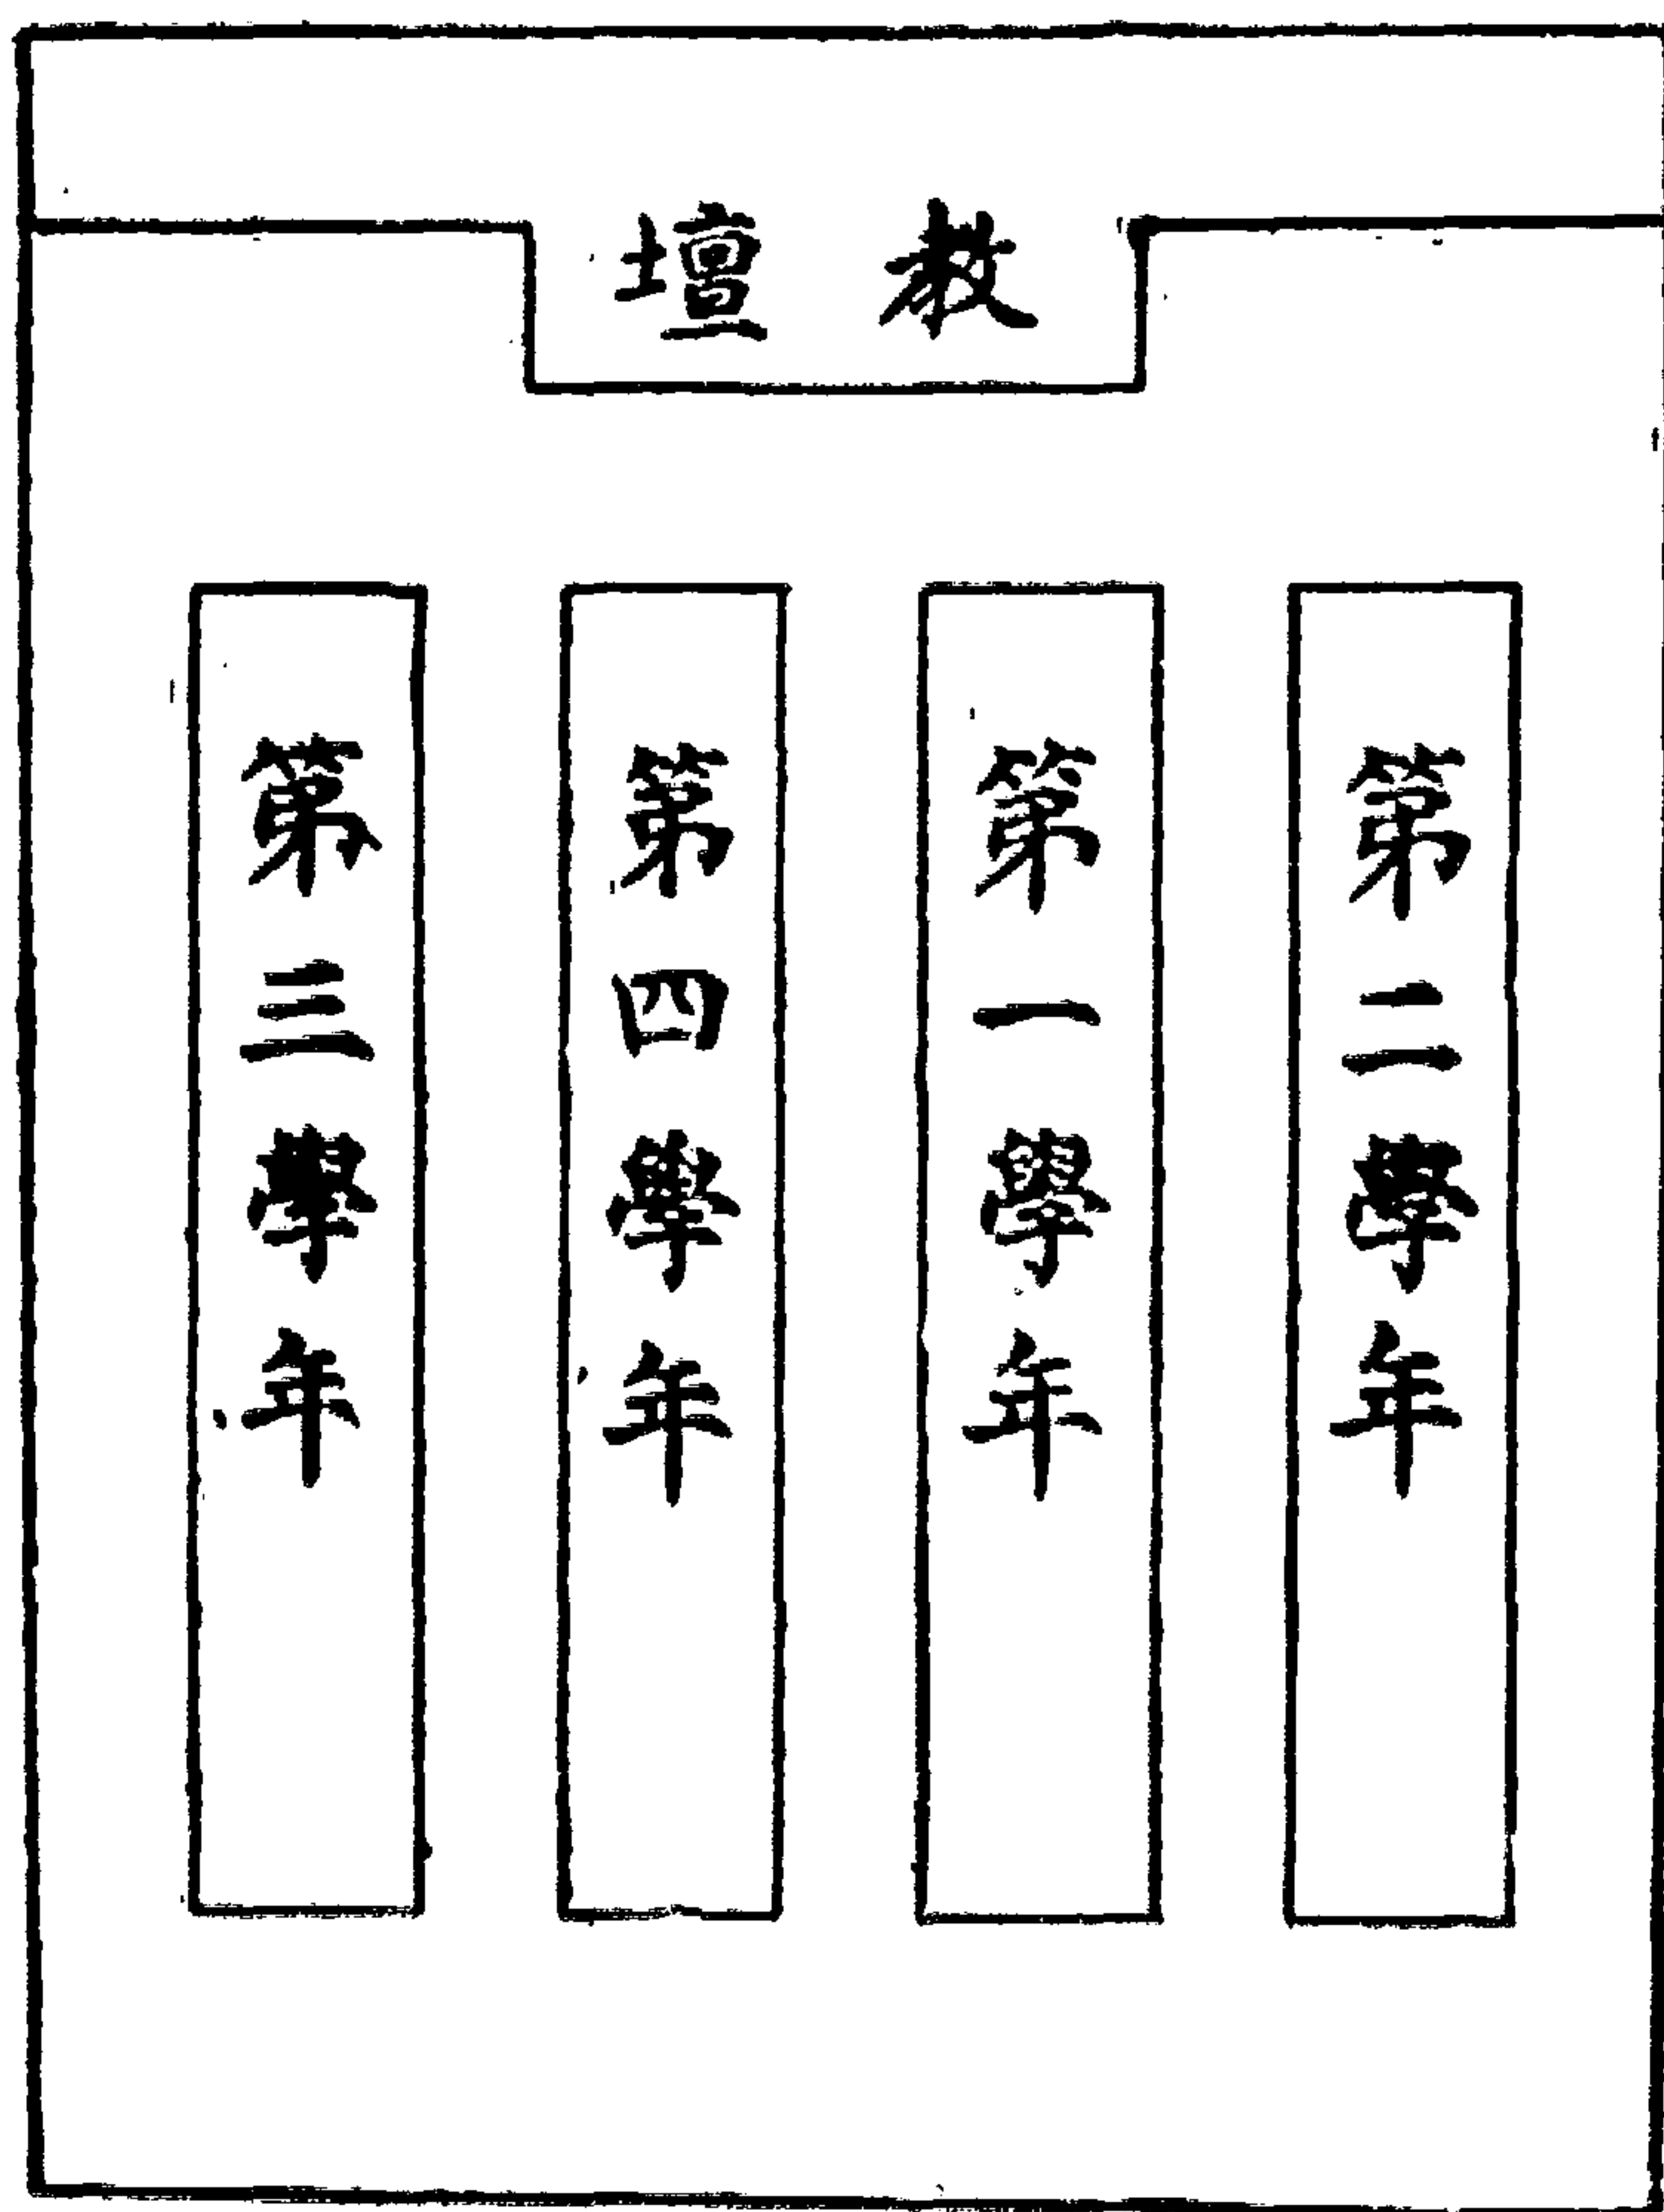 教壇
第二學年
第一學年
第四學年
第三學年